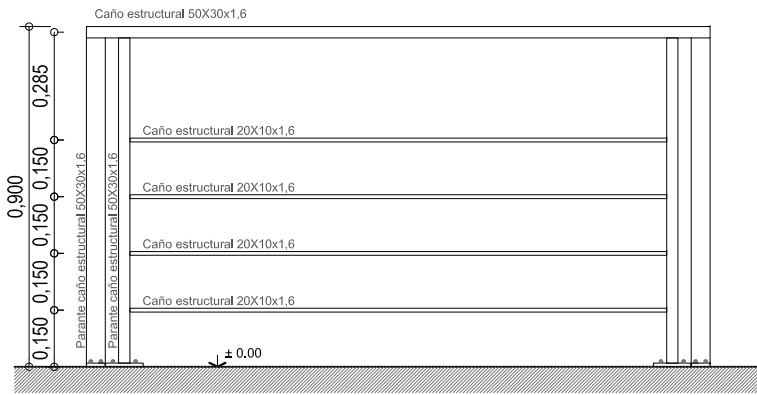 Caño estructural 50X30x1,6
0,285
Caño estructural 20X10x1,6
0,150
Caño estructural 20X10x1,6
0,900
0,150
Parante caño estructural 50X30x1,6
Parante caño estructural 50X30x1,6
Caño estructural 20X10x1,6
0,150
Caño estructural 20X10x1,6
0,150
± 0.00